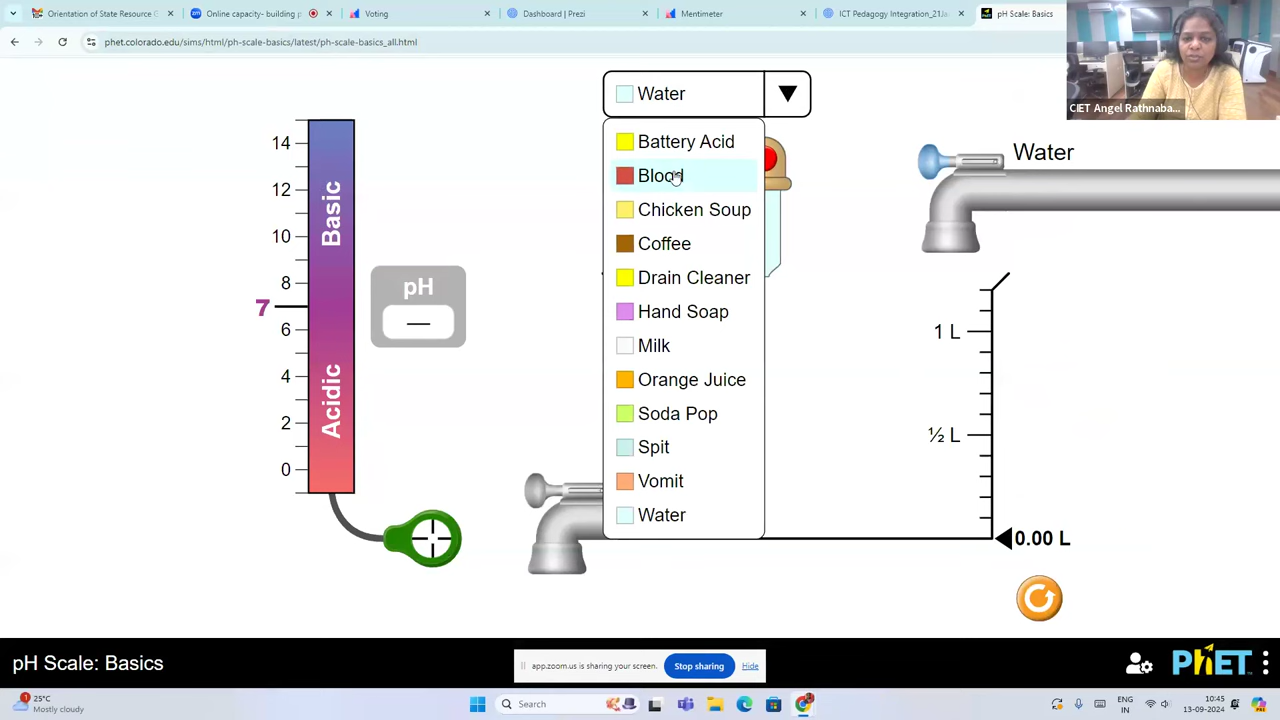 Orientation of State Resource G
Online capacity- building p
Voting
Dashboard | Prezi
Mentimeter
ICT Pedagogy Integration_21Ja
pH Scale: Basics
phet.colorado.edu/sims/html/ph-scale-basics/latest/ph-scale-basics_all.html
CIET Angel Rathnaba...
Water
Battery Acid
Blood
Chicken Soup
Coffee
Drain Cleaner
Hand Soap
Milk
Orange Juice
Soda Pop
Spit
Vomit
Water
14
12
10
8
7
6
4
2
0
Basic
Acidic
pH
—
Water
1 L
½ L
0.00 L
pH Scale: Basics
app.zoom.us is sharing your screen.
Stop sharing
Hide
PhET
1
25°C
Mostly cloudy
Search
ENG
IN
10:45
13-09-2024